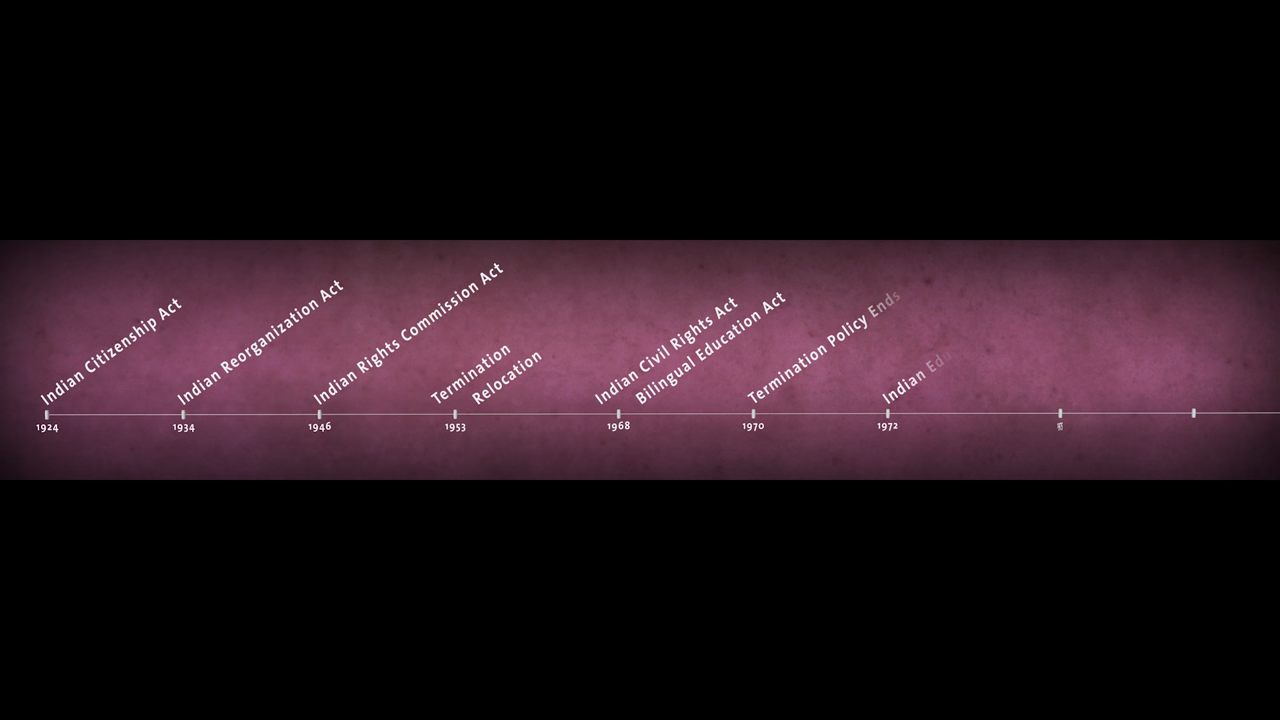 Indian Citizenship Act
Indian Reorganization Act
Indian Rights Commission Act
Termination
Relocation
Indian Civil Rights Act
Bilingual Education Act
Termination Policy Ends
Indian
1924
1934
1946
1953
1968
1970
1972